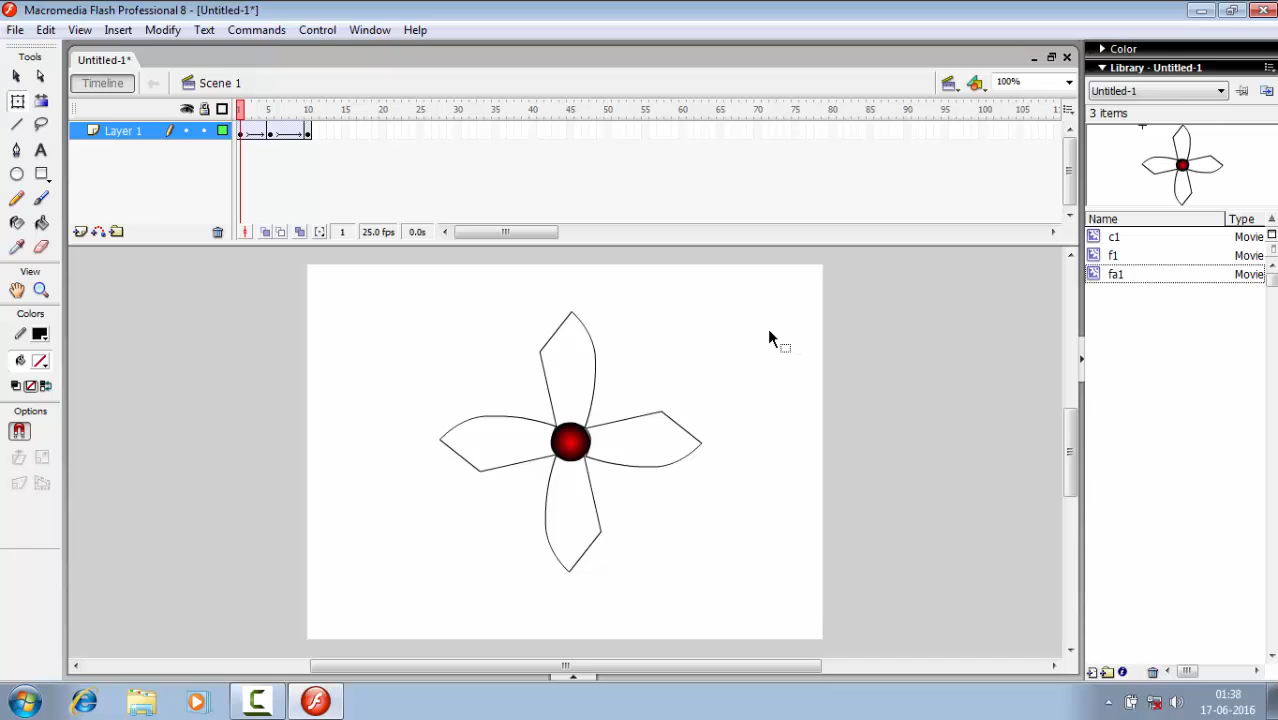 Macromedia Flash Professional 8 - [Untitled-1*]
File Edit View Insert Modify Text Commands Control Window Help
Tools
View
Colors
Options
Untitled-1*
Timeline
Scene 1
100%
5 10 15 20 25 30 35 40 45 50 55 60 65 70 75 80 85 90 95 100 105 11
Layer 1
1 25.0 fps 0.0s
Color
Library - Untitled-1
Untitled-1
3 items
Name Type
c1 Movie
f1 Movie
fa1 Movie
01:38
17-06-2016